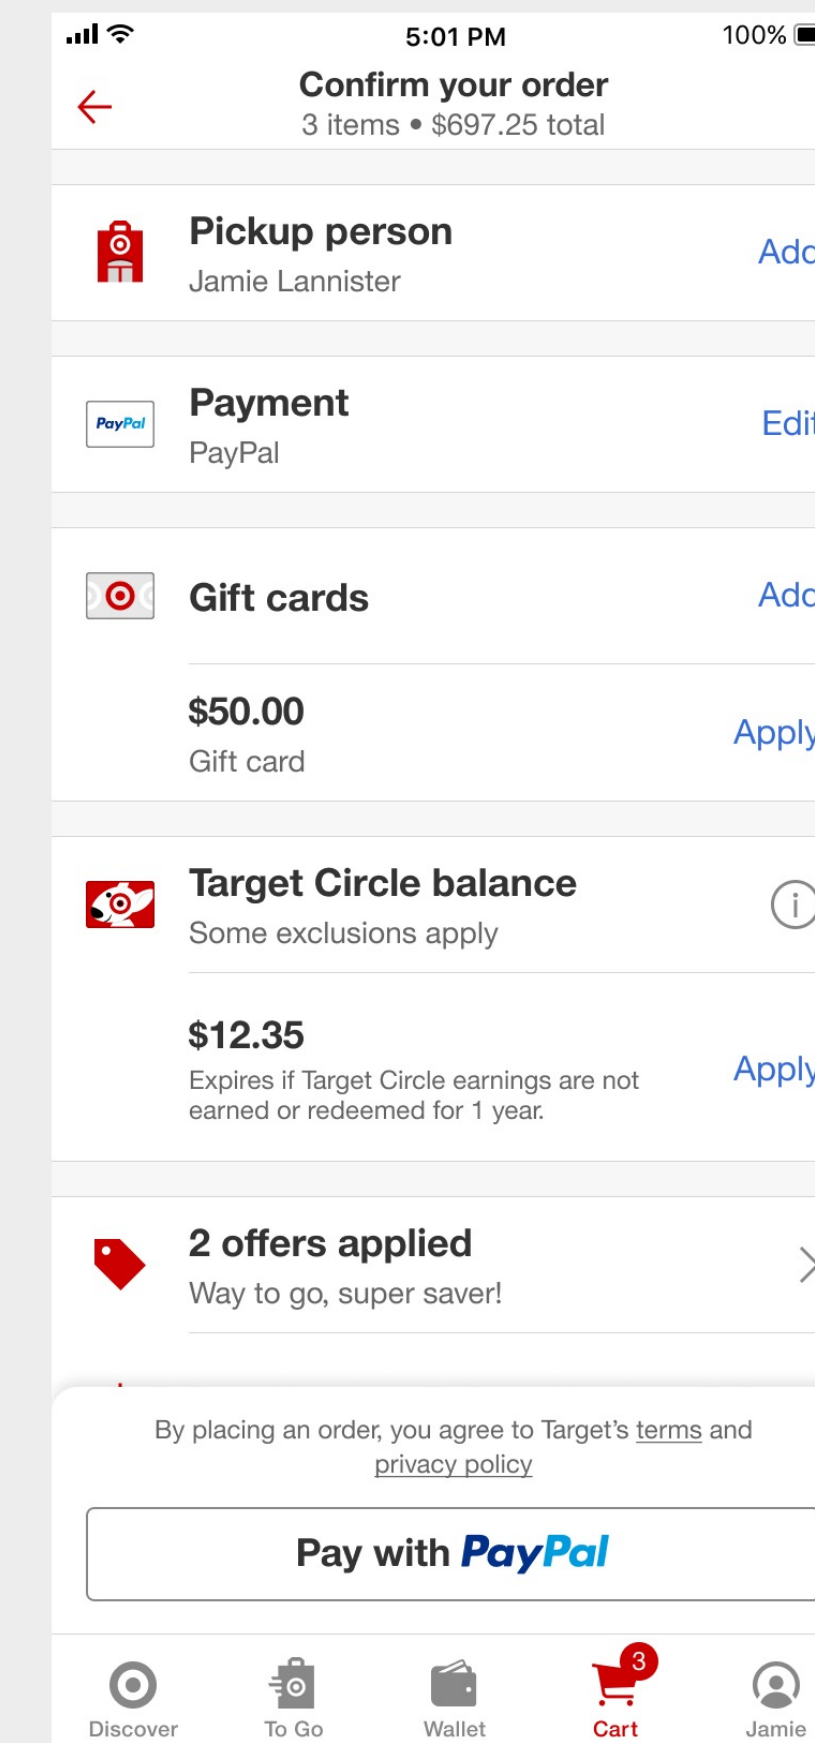 5:01 PM 100%
Confirm your order
3 items • $697.25 total
Pickup person
Add
Jamie Lannister
Payment
PayPal
Edit
PayPal
Gift cards
Add
$50.00
Apply
Gift card
Target Circle balance
Some exclusions apply
$12.35
Expires if Target Circle earnings are not
Apply
earned or redeemed for 1 year.
2 offers applied
Way to go, super saver!
By placing an order, you agree to Target’s terms and
privacy policy
Pay with PayPal
3
Discover To Go Wallet Cart Jamie